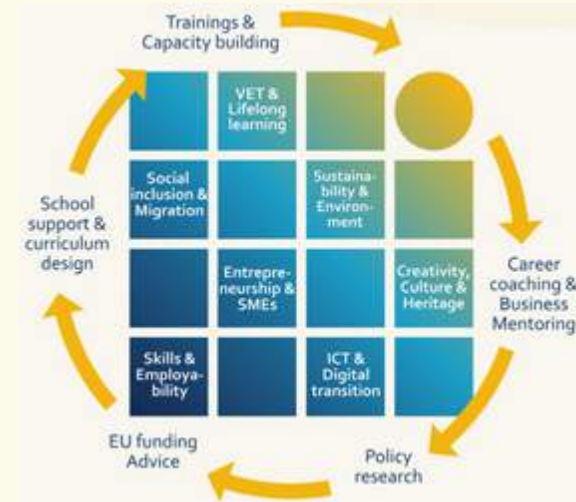 Trainings &
Capacity building
VET &
Lifelong
learning
Social
inclusion &
Migration
Sustaina-
bility &
Environ-
ment
School
support &
curriculum
design
Entrepre-
neurship &
SMEs
Creativity,
Culture &
Heritage
Career
coaching &
Business
Mentoring
Skills &
Employa-
bility
ICT &
Digital
transition
EU funding
Advice
Policy
research